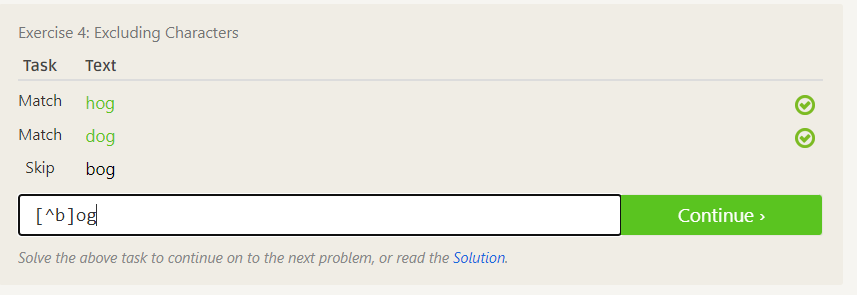 Exercise 4: Excluding Characters
Task Text
Match hog
Match dog
Skip bog
[^b]og
Continue ›
Solve the above task to continue on to the next problem, or read the Solution.